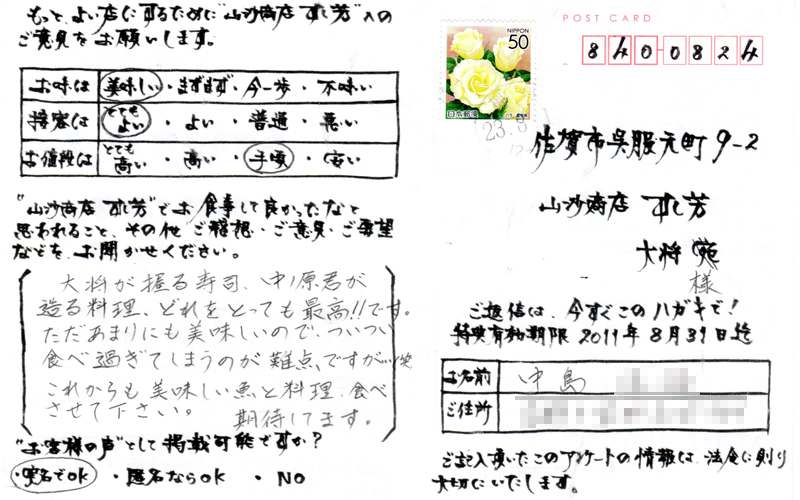 もっとよい店にするために"山沙商店 すし芳"への
ご意見をお願いします。
お味は 美味しい・まずまず・今一歩・不味い
接客は とてもよい・よい・普通・悪い
お値段は とても高い・高い・手頃・安い
"山沙商店 すし芳"でお食事して良かったなと
思われること、その他ご感想・ご意見・ご要望
などを、お聞かせください。
大将が握る寿司、中ノ原君が
造る料理、どれをとっても最高!!です。
ただあまりにも美味しいので、ついつい
食べ過ぎてしまうのが難点、ですが…(笑
これからも美味しい魚と料理、食べ
させて下さい。
期待してます。
"お客様の声"として掲載可能ですか?
・実名でOK ・匿名ならOK ・NO
NIPPON
50
日本郵便
23.8
POST CARD
840-0824
佐賀市呉服元町9-2
山沙商店 すし芳
大将 宛
様
ご返信は、今すぐこのハガキで!
特典有効期限 2011年8月31日迄
お名前 中島
ご住所
ご記入頂いたこのアンケートの情報は、法令に則り
大切にいたします。